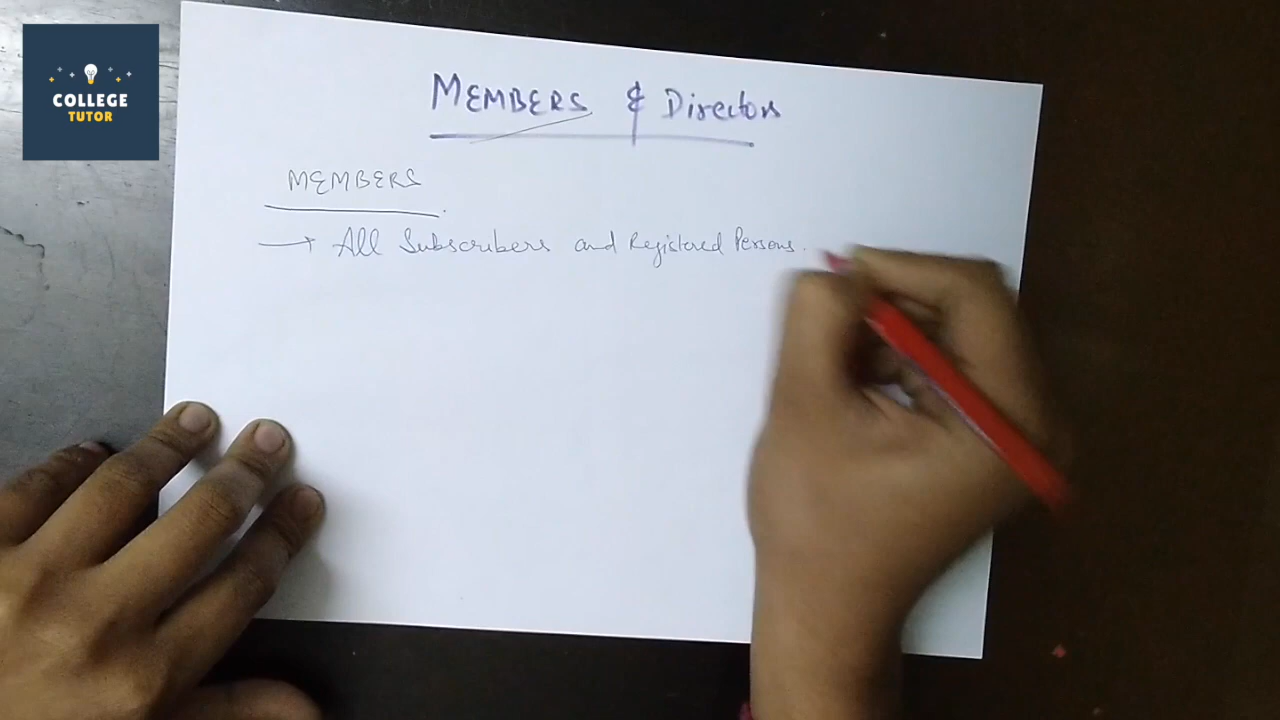 COLLEGE
TUTOR
MEMBERS & Directors
MEMBERS
→ All Subscribers and Registered Persons.